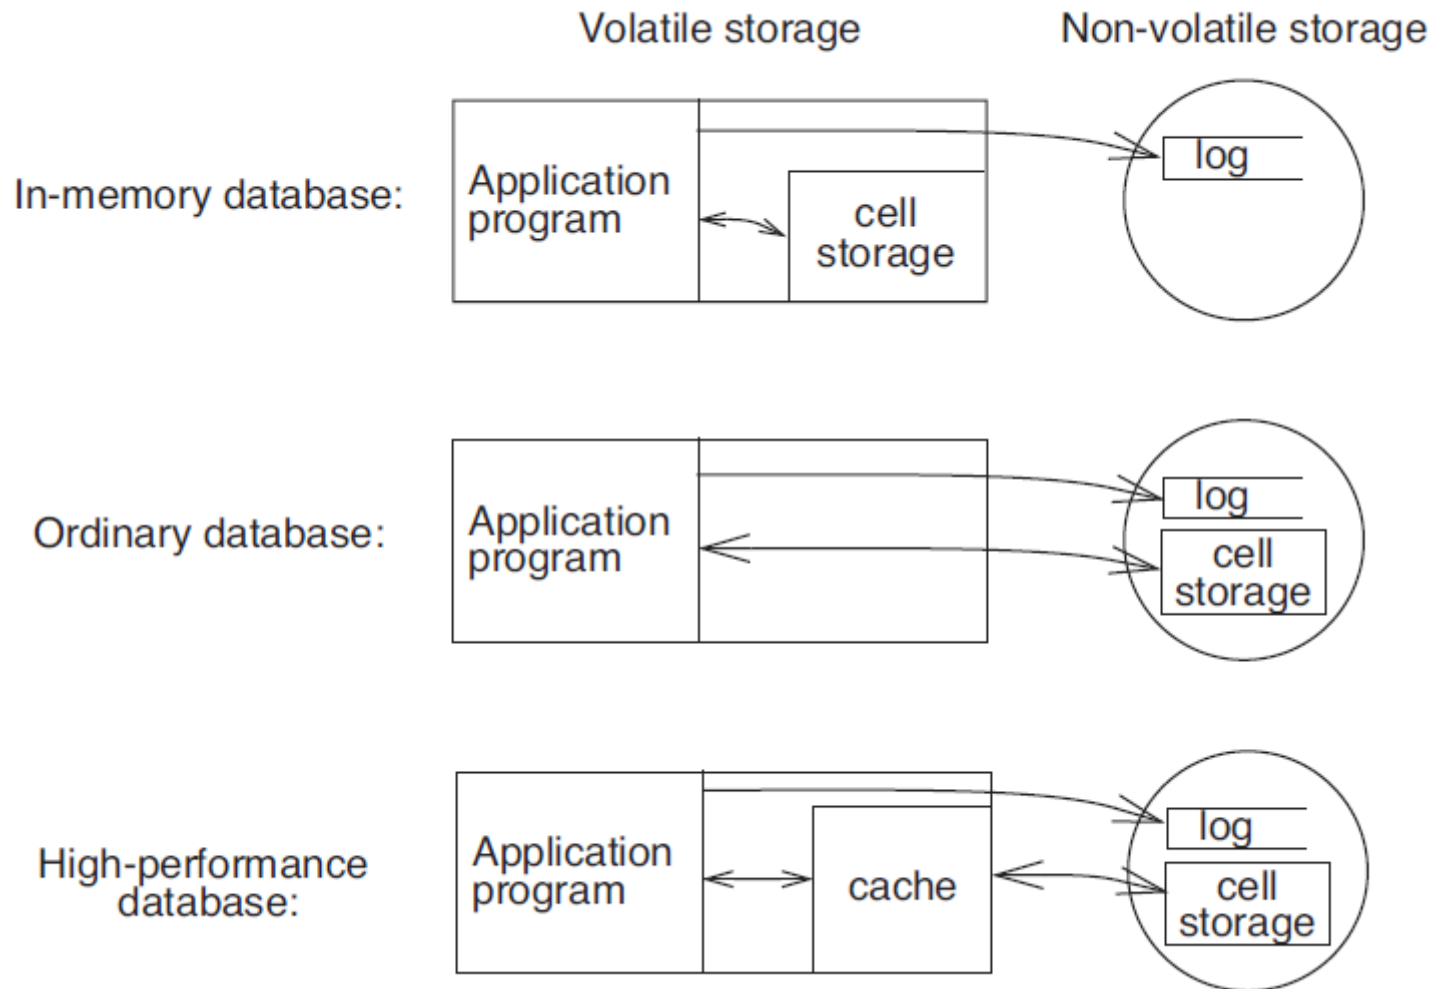 Volatile storage
Non-volatile storage
In-memory database:
Application
program
cell
storage
log
Ordinary database:
Application
program
log
cell
storage
High-performance
database:
Application
program
cache
log
cell
storage